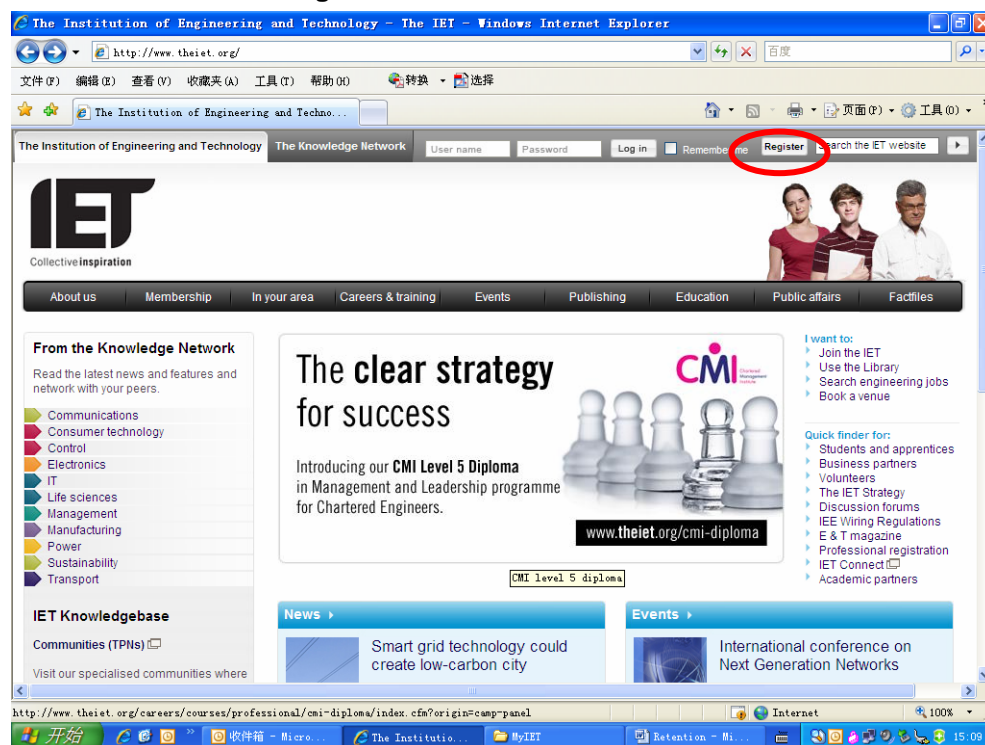 The Institution of Engineering and Technology - The IET - Windows Internet Explorer
http://www.theiet.org/
百度
文件(F) 编辑(E) 查看(V) 收藏夹(A) 工具(T) 帮助(H) 转换 选择
The Institution of Engineering and Techno...
页面(P) 工具(O)
The Institution of Engineering and Technology The Knowledge Network User name Password Log in Remember me Register Search the IET website
IET
Collective inspiration
About us Membership In your area Careers & training Events Publishing Education Public affairs Factfiles
From the Knowledge Network
Read the latest news and features and
network with your peers.
Communications
Consumer technology
Control
Electronics
IT
Life sciences
Management
Manufacturing
Power
Sustainability
Transport
IET Knowledgebase
Communities (TPNs)
Visit our specialised communities where
The clear strategy
for success
CMI
Chartered
Management
Institute
Introducing our CMI Level 5 Diploma
in Management and Leadership programme
for Chartered Engineers.
www.theiet.org/cmi-diploma
CMI level 5 diploma
I want to:
Join the IET
Use the Library
Search engineering jobs
Book a venue
Quick finder for:
Students and apprentices
Business partners
Volunteers
The IET Strategy
Discussion forums
IEE Wiring Regulations
E & T magazine
Professional registration
IET Connect
Academic partners
News
Smart grid technology could
create low-carbon city
Events
International conference on
Next Generation Networks
http://www.theiet.org/careers/courses/professional/cmi-diploma/index.cfm?origin=camp-panel Internet 100%
开始 收件箱 - Micro... The Institutio... MyIET Retention - Mi... 15:09